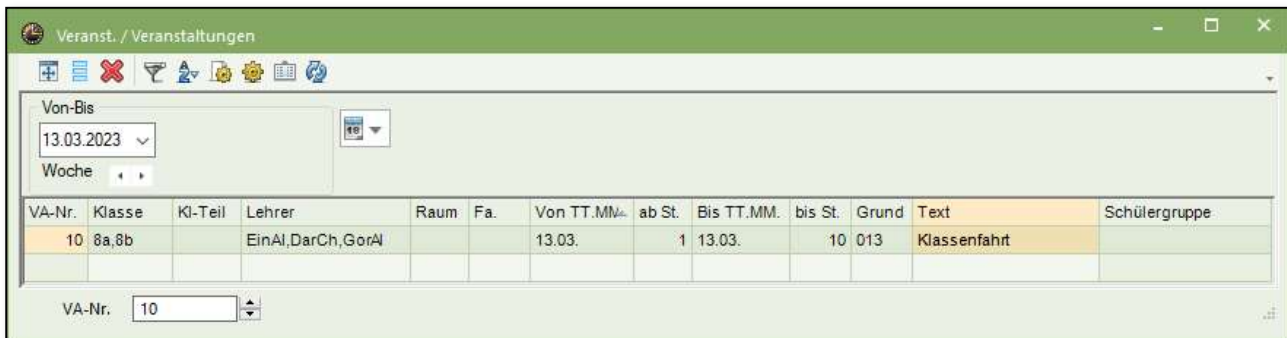 Veranst. / Veranstaltungen
Von-Bis
13.03.2023
18
Woche
VA-Nr. Klasse Kl-Teil Lehrer Raum Fa. Von TT.MM. ab St. Bis TT.MM. bis St. Grund Text Schülergruppe
10 8a,8b EinAl,DarCh,GorAl 13.03. 1 13.03. 10 013 Klassenfahrt
VA-Nr. 10